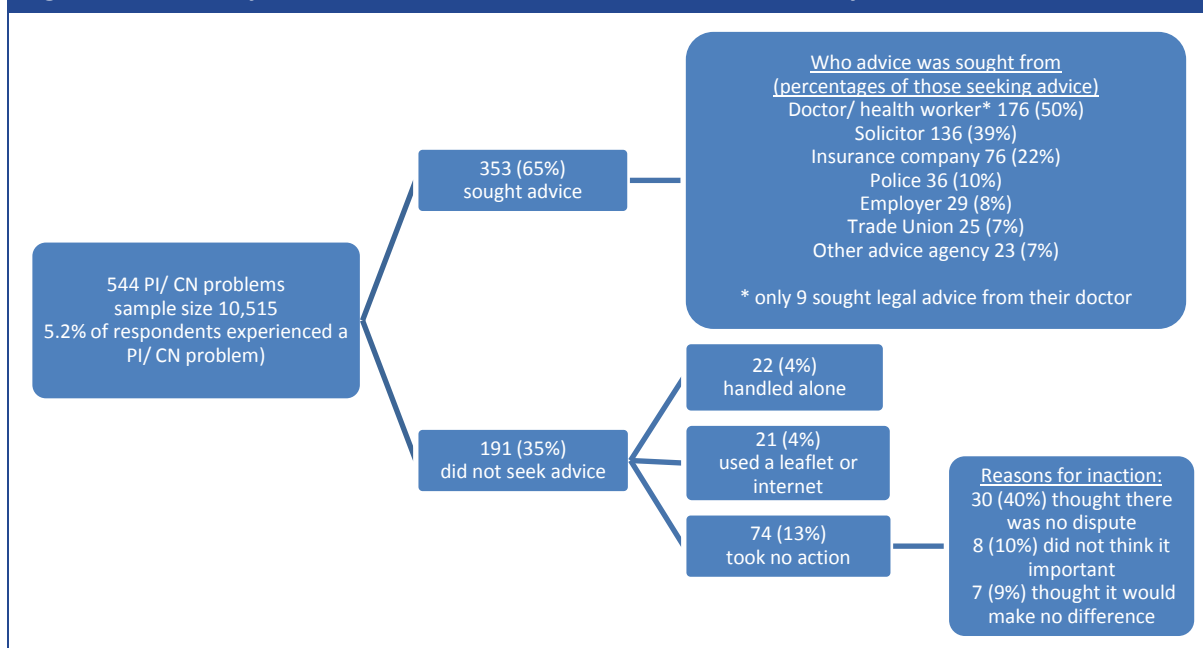 544 PI/ CN problems
sample size 10,515
5.2% of respondents experienced a
PI/ CN problem)
353 (65%)
sought advice
Who advice was sought from
(percentages of those seeking advice)
Doctor/ health worker* 176 (50%)
Solicitor 136 (39%)
Insurance company 76 (22%)
Police 36 (10%)
Employer 29 (8%)
Trade Union 25 (7%)
Other advice agency 23 (7%)
* only 9 sought legal advice from their doctor
191 (35%)
did not seek advice
22 (4%)
handled alone
21 (4%)
used a leaflet or
internet
74 (13%)
took no action
Reasons for inaction:
30 (40%) thought there
was no dispute
8 (10%) did not think it
important
7 (9%) thought it would
make no difference